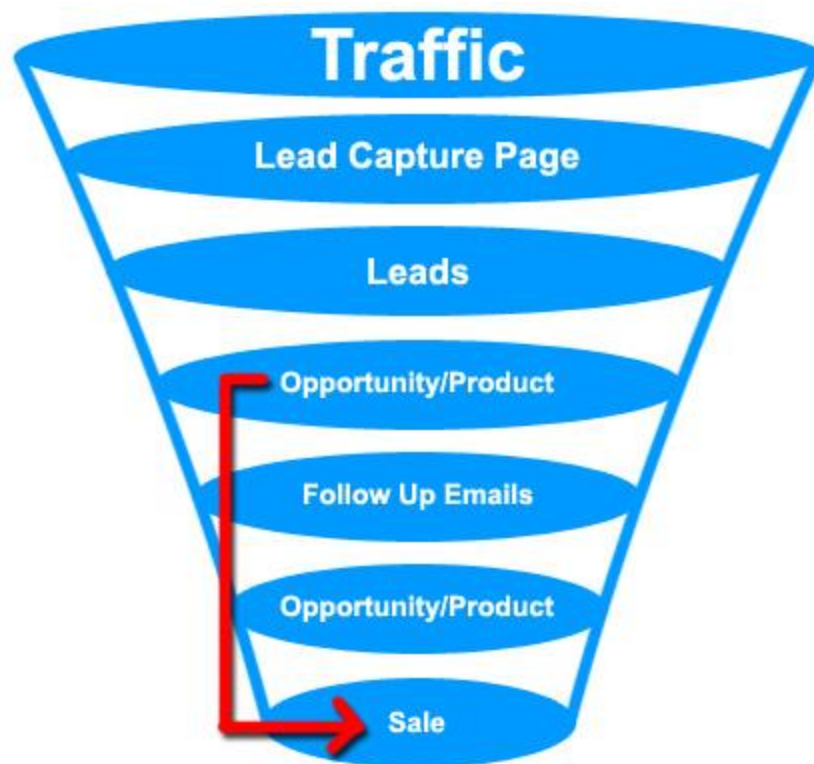 Traffic
Lead Capture Page
Leads
Opportunity/Product
Follow Up Emails
Opportunity/Product
Sale